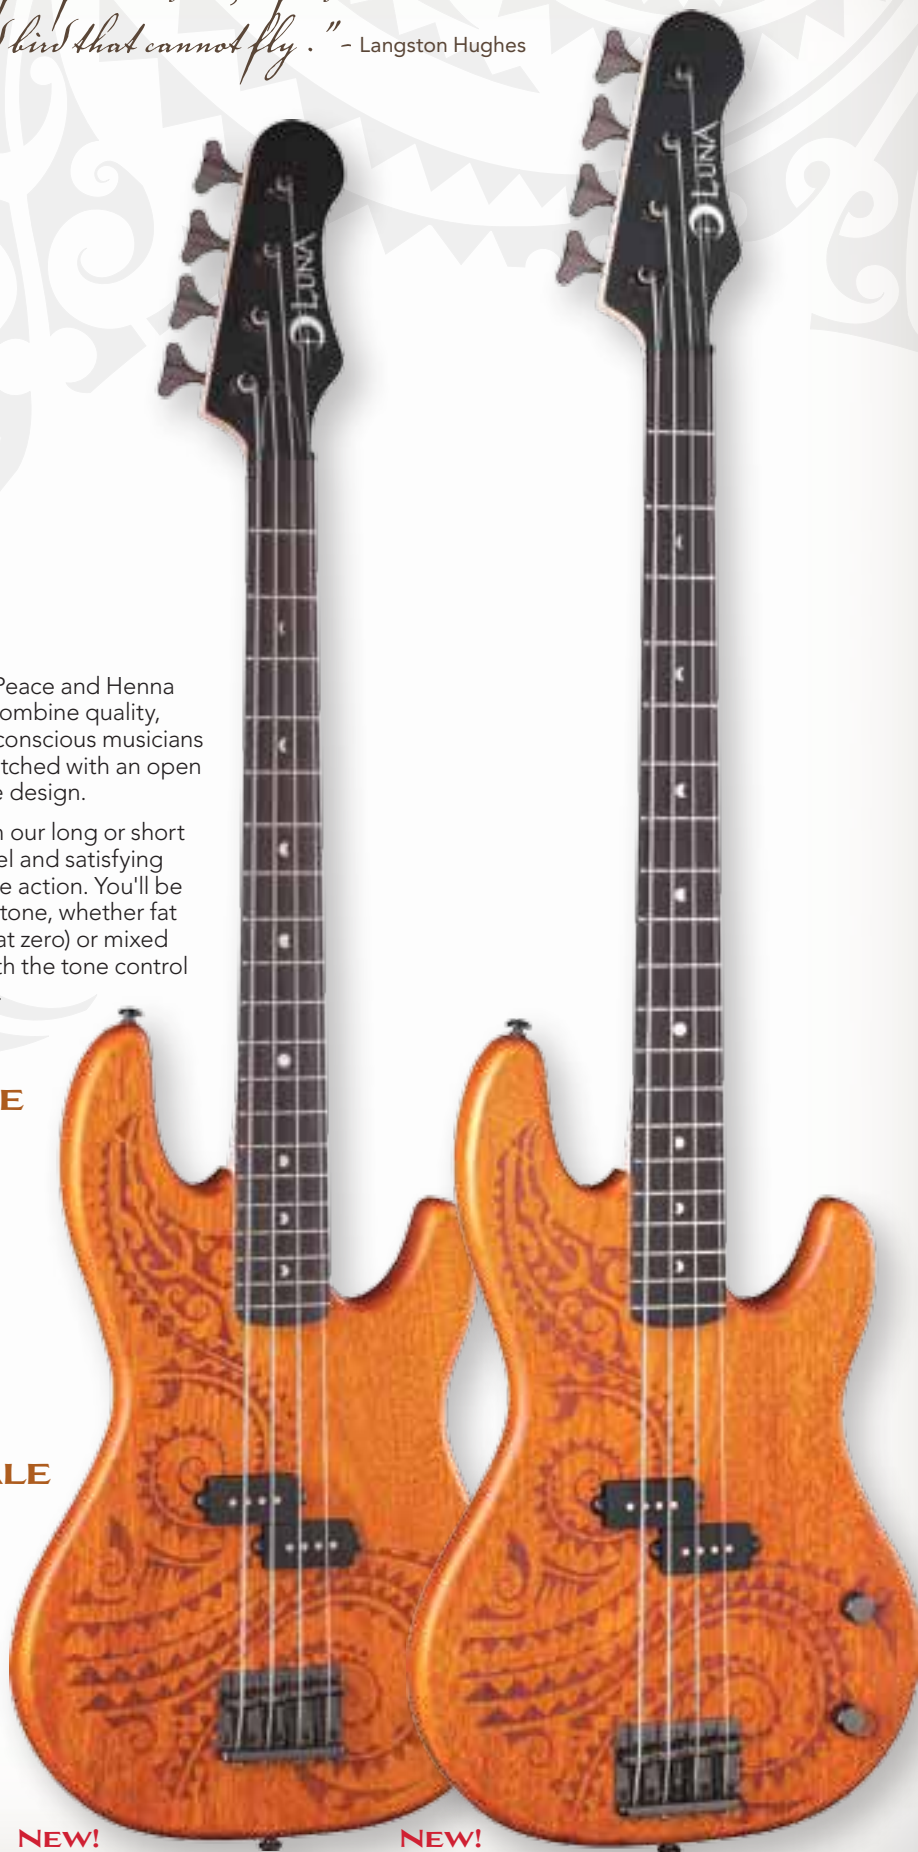 bird that cannot fly." - Langston Hughes
LUNA
LUNA
Peace and Henna
ombine quality,
conscious musicians
tched with an open
e design.
n our long or short
el and satisfying
e action. You'll be
tone, whether fat
at zero) or mixed
th the tone control
E
LE
New!
New!